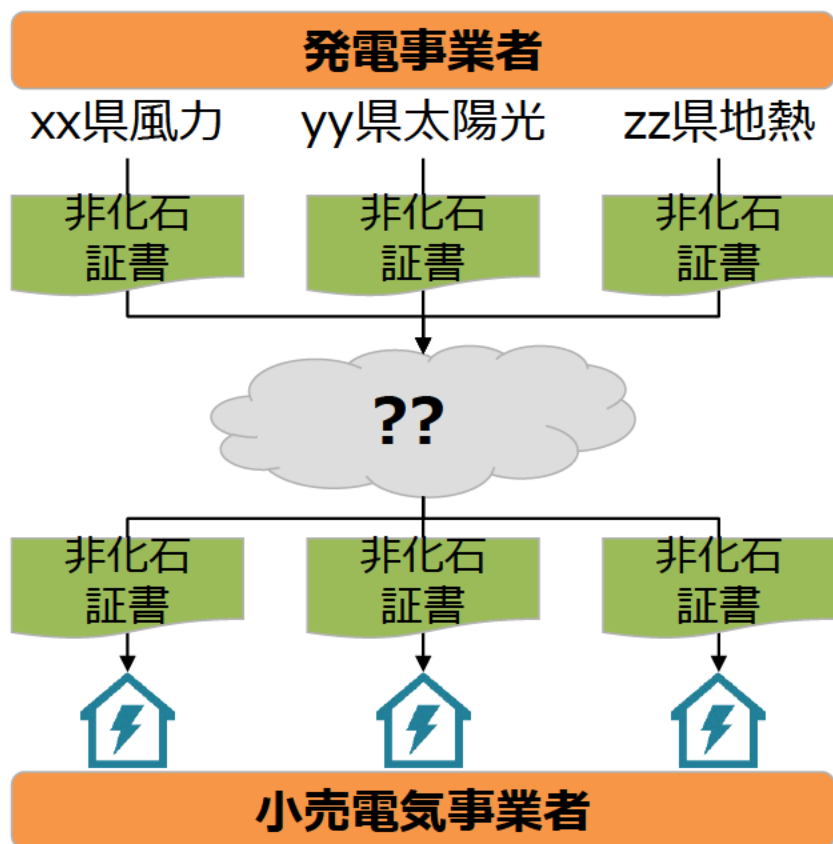 発電事業者
xx県風力 yy県太陽光 zz県地熱
非化石 非化石 非化石
証書 証書 証書
??
非化石 非化石 非化石
証書 証書 証書
小売電気事業者